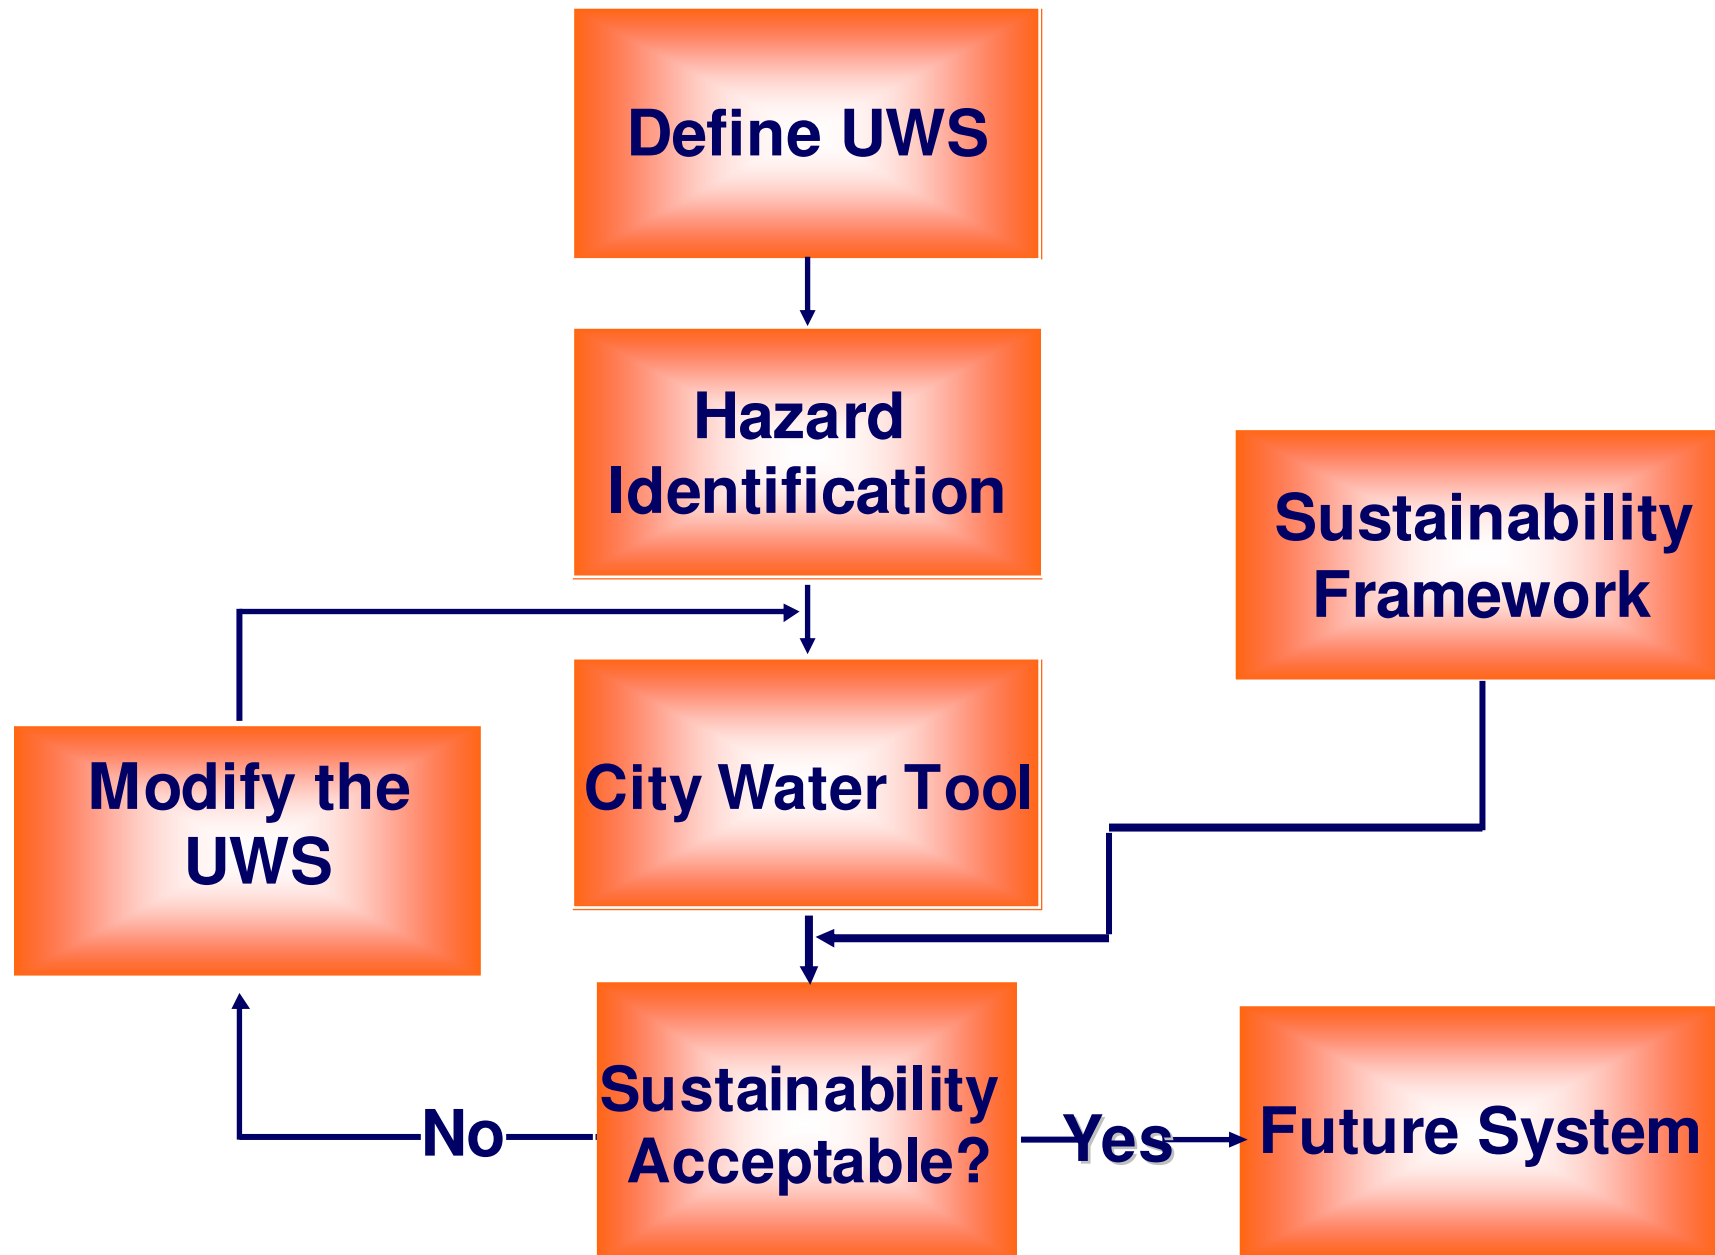 Define UWS
Hazard
Identification
Sustainability
Framework
City Water Tool
Modify the
UWS
Sustainability
Acceptable?
No
Yes
Future System